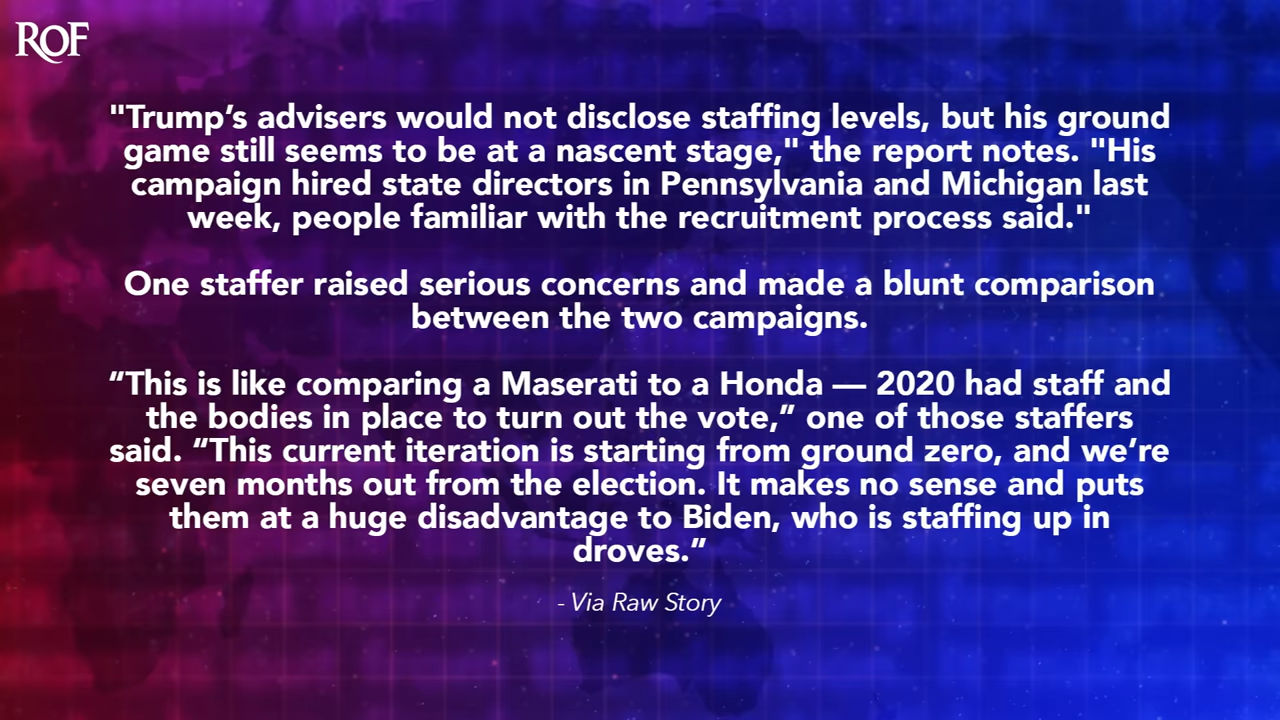 ROF
"Trump’s advisers would not disclose staffing levels, but his ground
game still seems to be at a nascent stage," the report notes. "His
campaign hired state directors in Pennsylvania and Michigan last
week, people familiar with the recruitment process said."
One staffer raised serious concerns and made a blunt comparison
between the two campaigns.
“This is like comparing a Maserati to a Honda — 2020 had staff and
the bodies in place to turn out the vote,” one of those staffers
said. “This current iteration is starting from ground zero, and we’re
seven months out from the election. It makes no sense and puts
them at a huge disadvantage to Biden, who is staffing up in
droves.”
- Via Raw Story